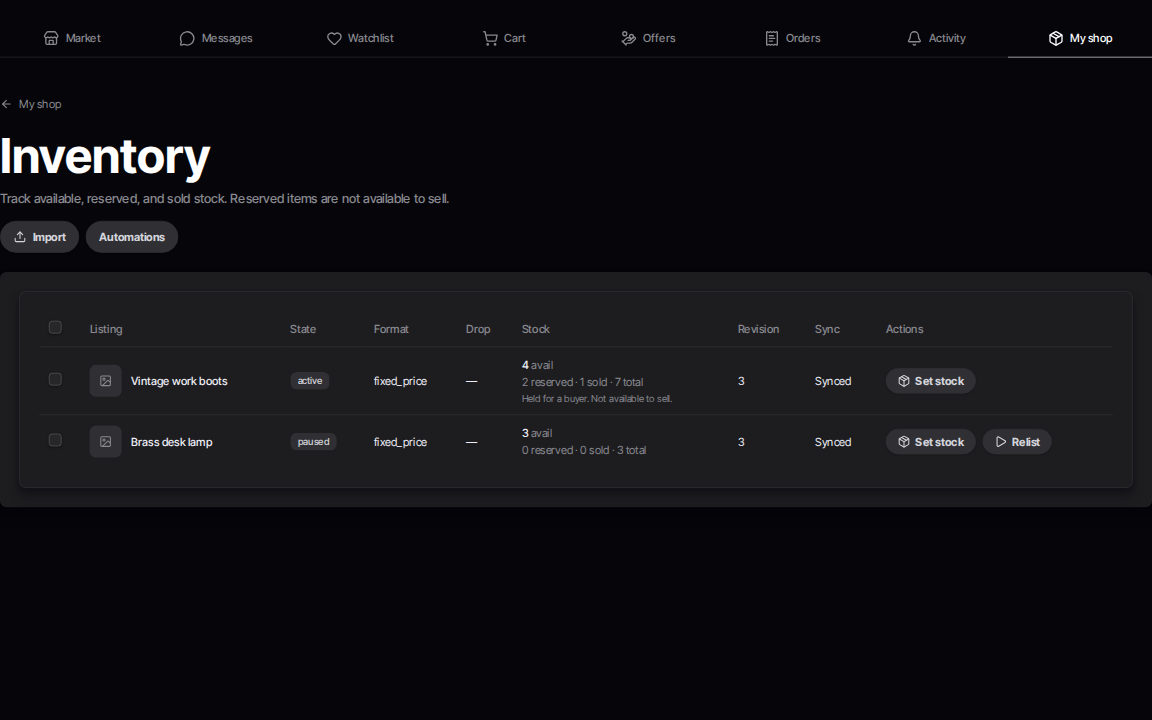 Market Messages Watchlist Cart Offers Orders Activity My shop
My shop
Inventory
Track available, reserved, and sold stock. Reserved items are not available to sell.
Import Automations
Listing State Format Drop Stock Revision Sync Actions
4 avail
Vintage work boots active fixed_price — 2 reserved · 1 sold · 7 total 3 Synced Set stock
Held for a buyer. Not available to sell.
3 avail
Brass desk lamp paused fixed_price — 0 reserved · 0 sold · 3 total 3 Synced Set stock Relist